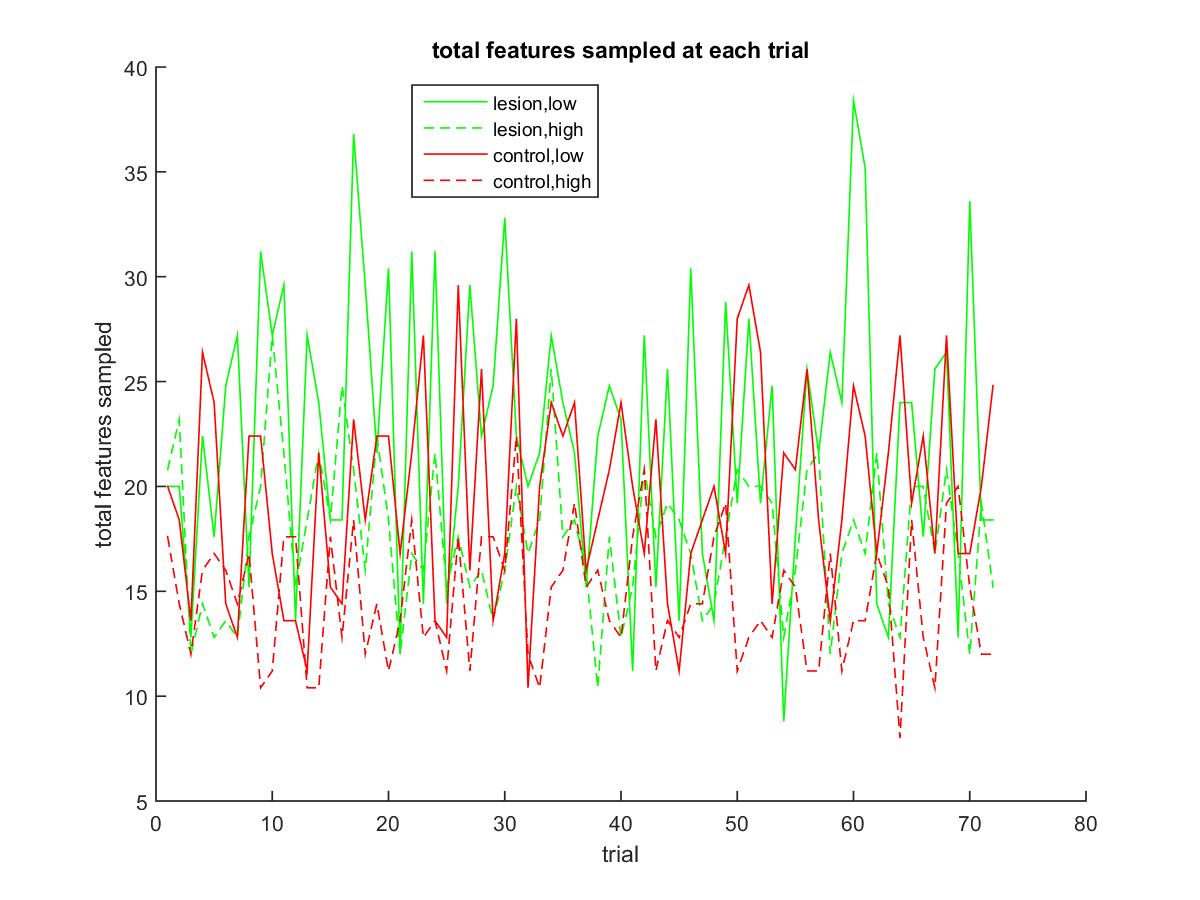 total features sampled at each trial
40
35
30
25
20
15
10
5
total features sampled
lesion,low
lesion,high
control,low
control,high
0 10 20 30 40 50 60 70 80
trial